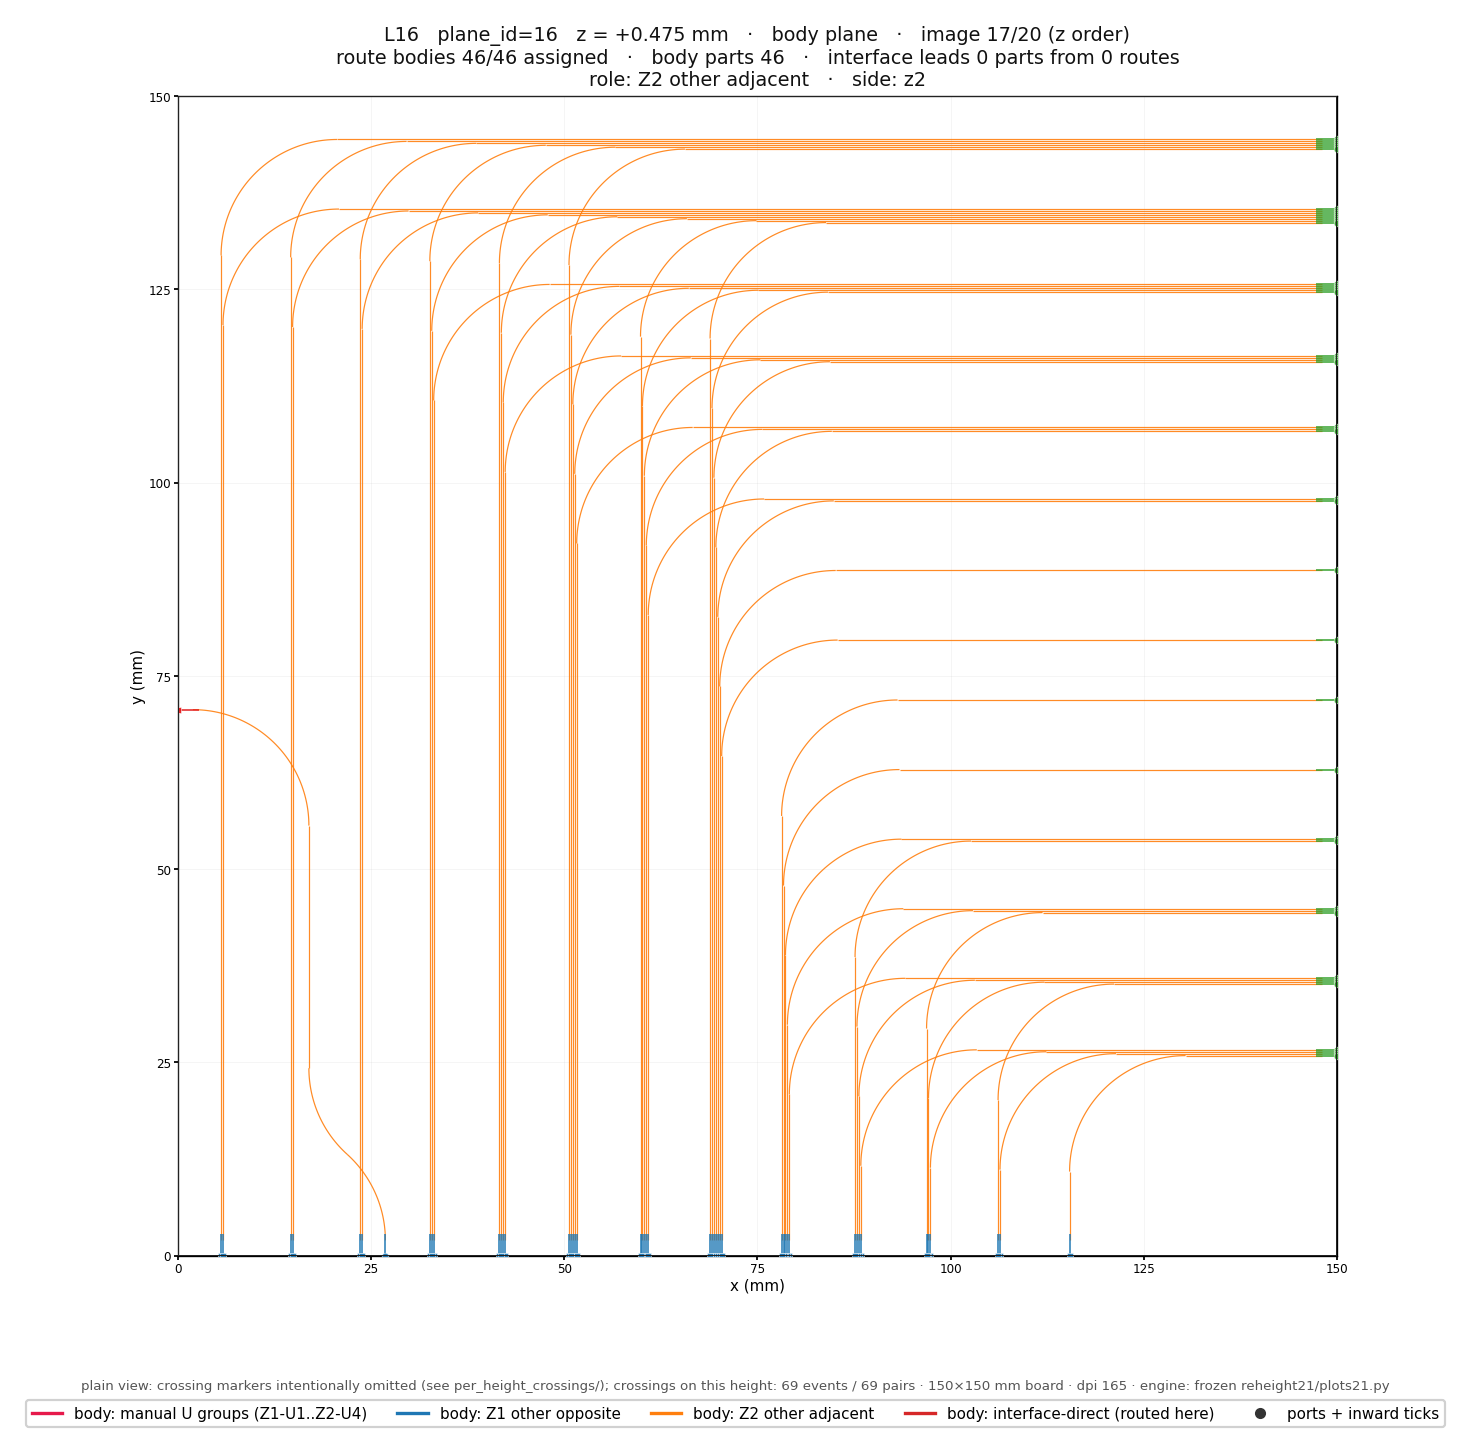 L16   plane_id=16   z = +0.475 mm   ·   body plane   ·   image 17/20 (z order)
route bodies 46/46 assigned   ·   body parts 46   ·   interface leads 0 parts from 0 routes
role: Z2 other adjacent   ·   side: z2
150
125
100
75
50
25
0
y (mm)
0 25 50 75 100 125 150
x (mm)
plain view: crossing markers intentionally omitted (see per_height_crossings/); crossings on this height: 69 events / 69 pairs · 150×150 mm board · dpi 165 · engine: frozen reheight21/plots21.py
body: manual U groups (Z1-U1..Z2-U4) body: Z1 other opposite body: Z2 other adjacent body: interface-direct (routed here) ports + inward ticks